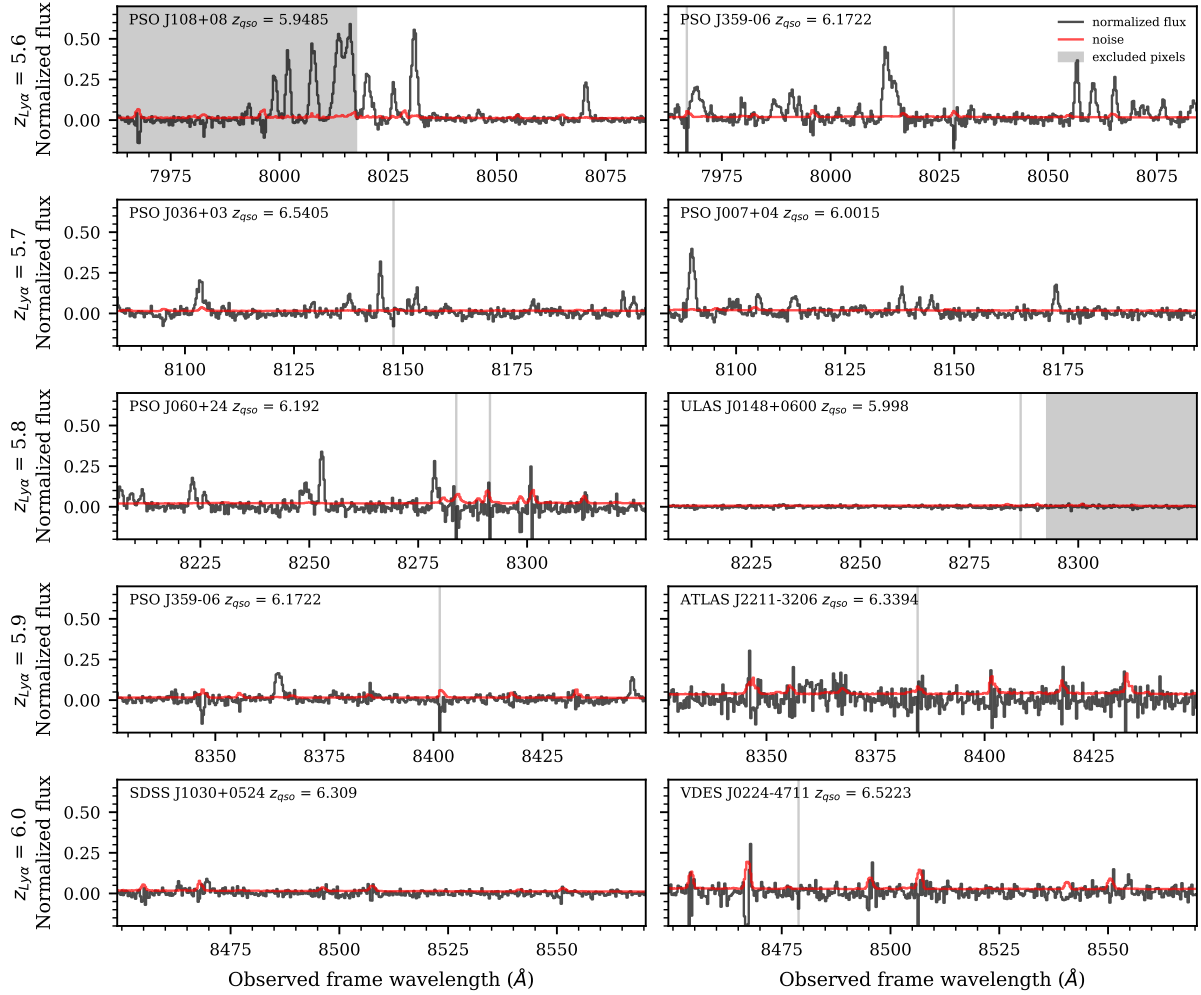 PSO J108+08 z_qso = 5.9485
PSO J359-06 z_qso = 6.1722
normalized flux
noise
excluded pixels
z_Lyα = 5.6
Normalized flux
0.50
0.25
0.00
7975 8000 8025 8050 8075
7975 8000 8025 8050 8075
PSO J036+03 z_qso = 6.5405
PSO J007+04 z_qso = 6.0015
z_Lyα = 5.7
Normalized flux
0.50
0.25
0.00
8100 8125 8150 8175
8100 8125 8150 8175
PSO J060+24 z_qso = 6.192
ULAS J0148+0600 z_qso = 5.998
z_Lyα = 5.8
Normalized flux
0.50
0.25
0.00
8225 8250 8275 8300
8225 8250 8275 8300
PSO J359-06 z_qso = 6.1722
ATLAS J2211-3206 z_qso = 6.3394
z_Lyα = 5.9
Normalized flux
0.50
0.25
0.00
8350 8375 8400 8425
8350 8375 8400 8425
SDSS J1030+0524 z_qso = 6.309
VDES J0224-4711 z_qso = 6.5223
z_Lyα = 6.0
Normalized flux
0.50
0.25
0.00
8475 8500 8525 8550
8475 8500 8525 8550
Observed frame wavelength (Å)
Observed frame wavelength (Å)